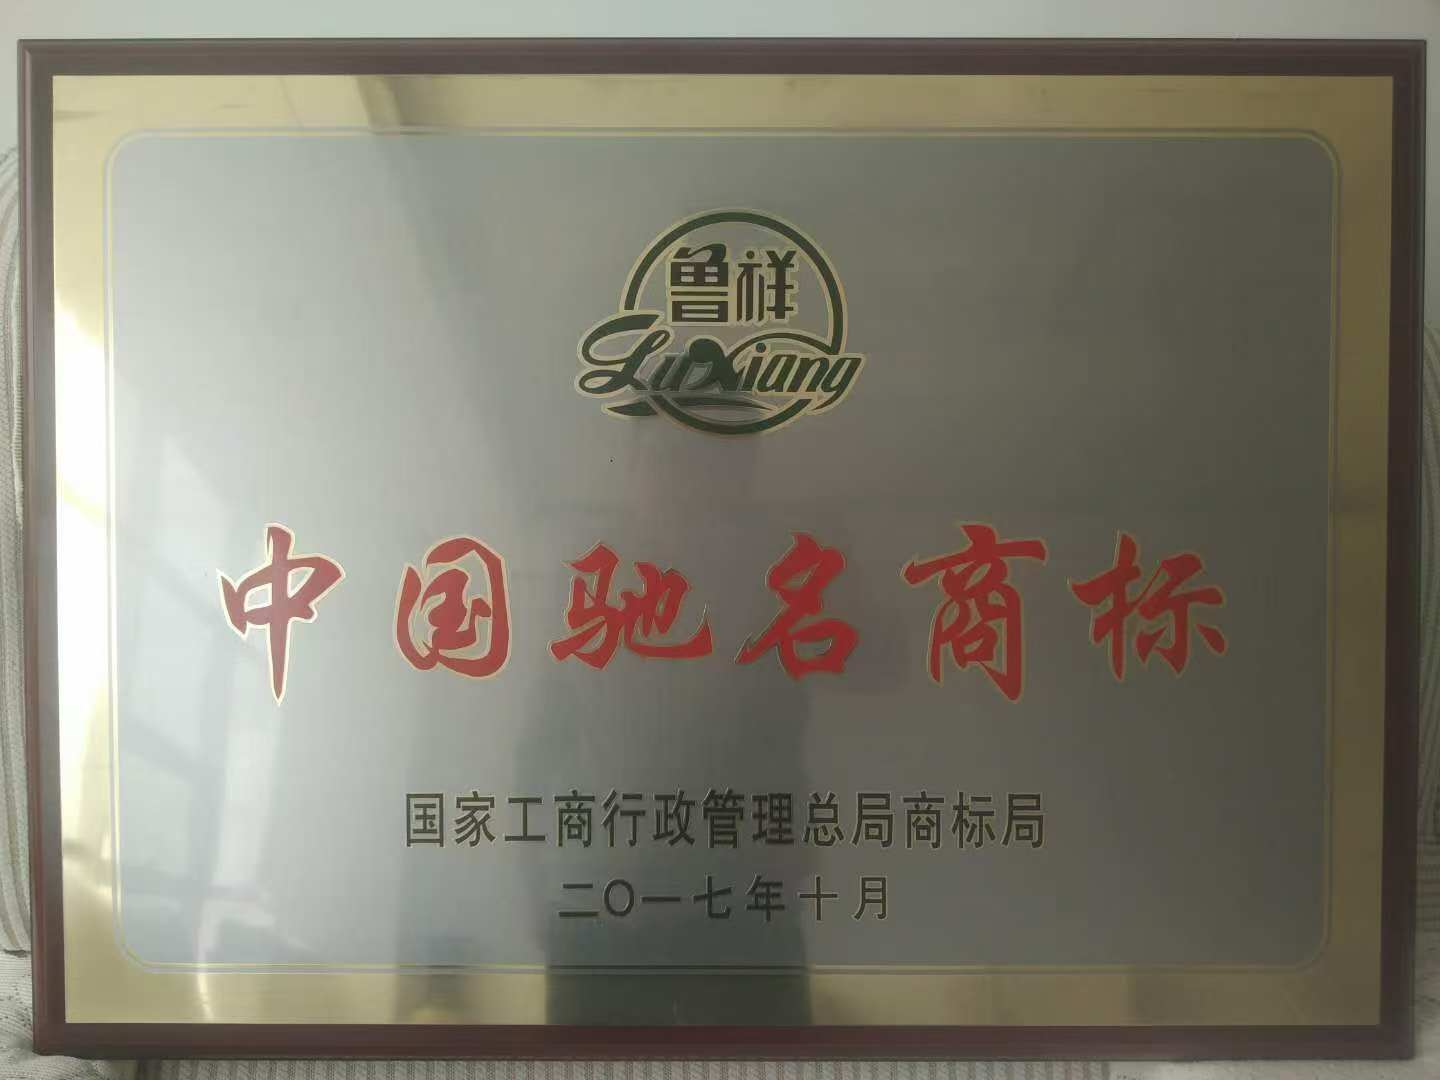 鲁祥
LuXiang
中国驰名商标
国家工商行政管理总局商标局
二〇一七年十月